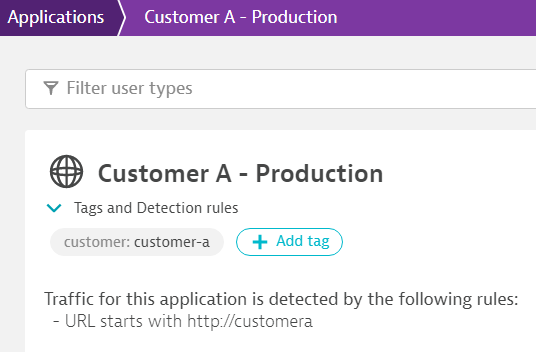 Applications
Customer A - Production
Filter user types
Customer A - Production
Tags and Detection rules
customer: customer-a
+ Add tag
Traffic for this application is detected by the following rules:
- URL starts with http://customera